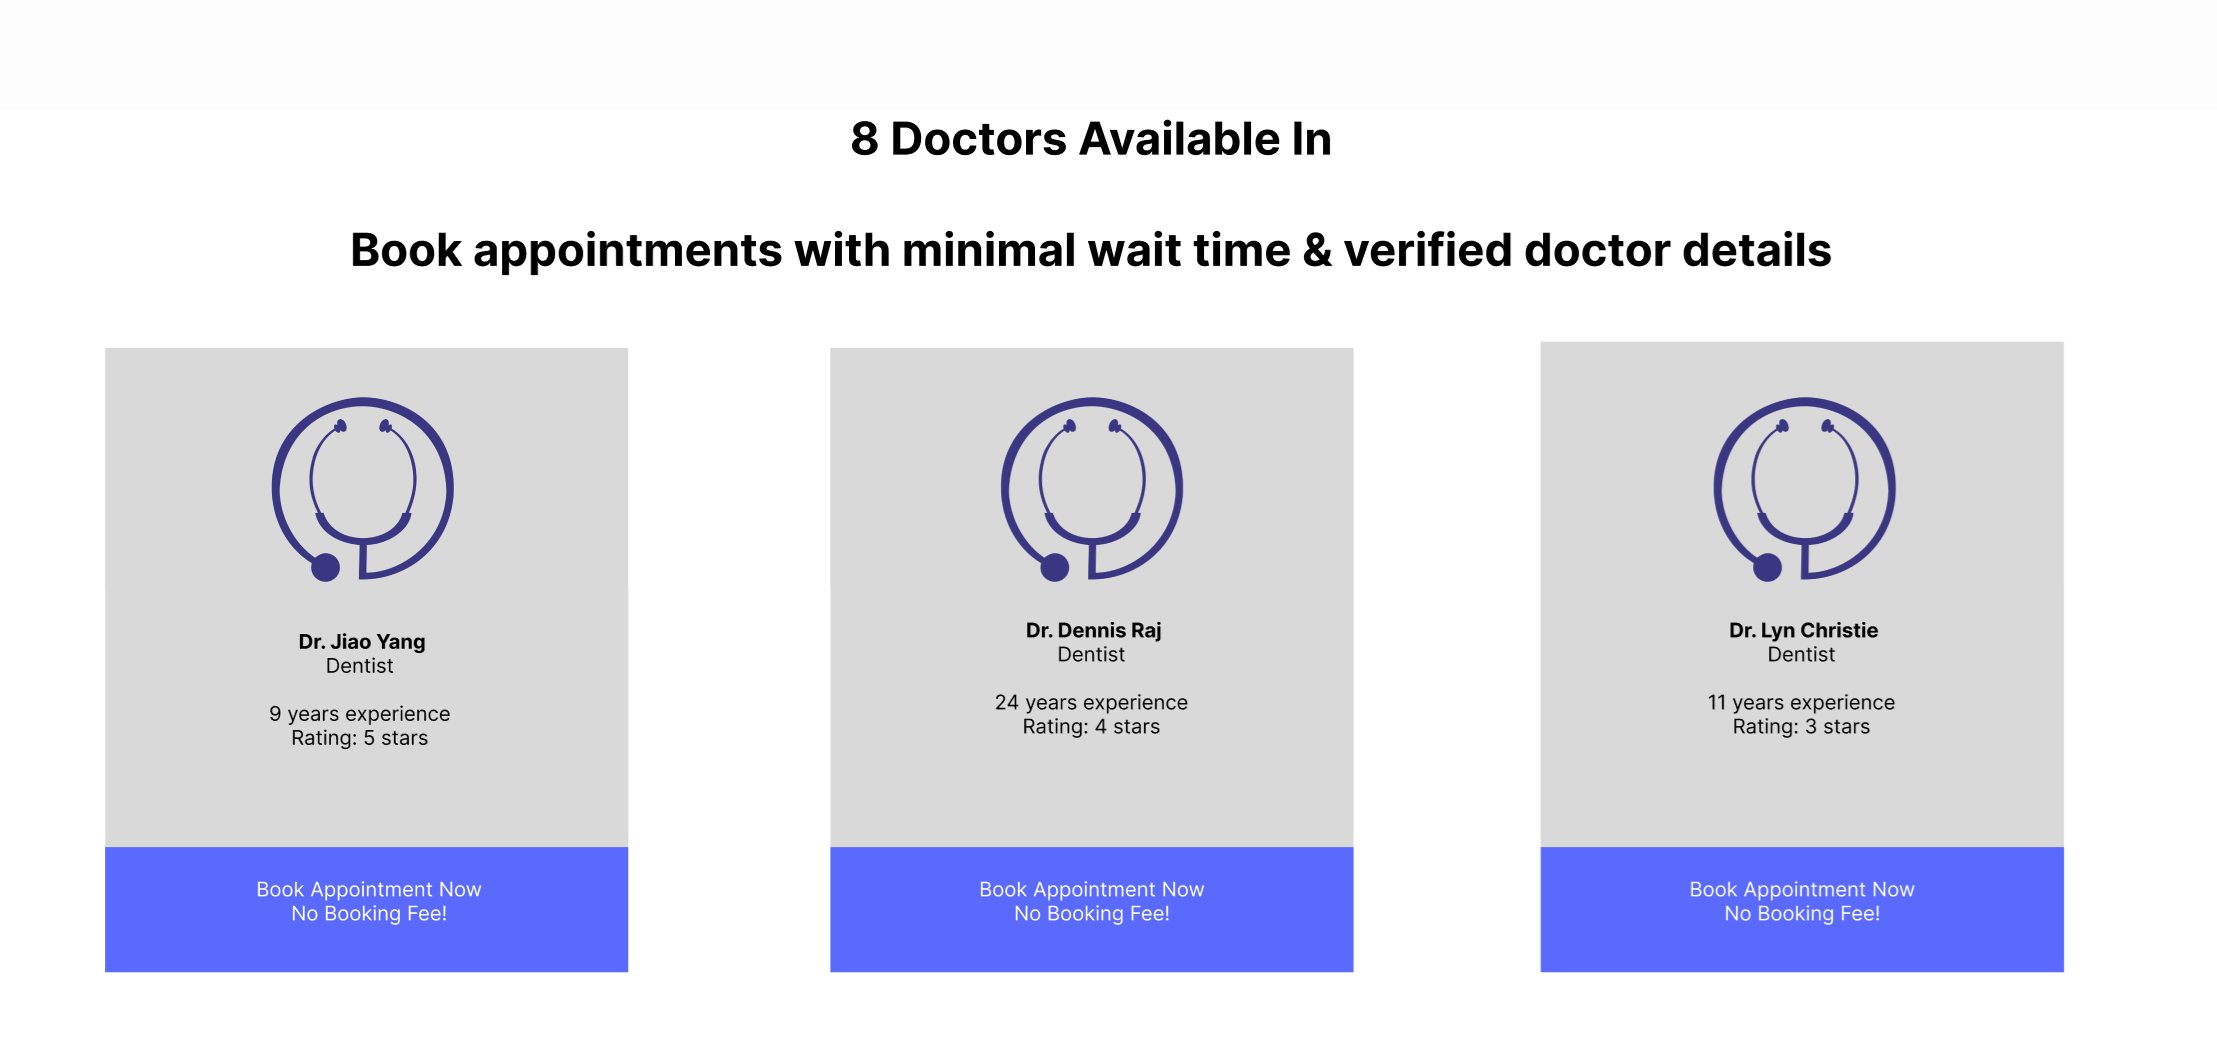 8 Doctors Available In
Book appointments with minimal wait time & verified doctor details
Dr. Jiao Yang
Dentist
9 years experience
Rating: 5 stars
Book Appointment Now
No Booking Fee!
Dr. Dennis Raj
Dentist
24 years experience
Rating: 4 stars
Book Appointment Now
No Booking Fee!
Dr. Lyn Christie
Dentist
11 years experience
Rating: 3 stars
Book Appointment Now
No Booking Fee!